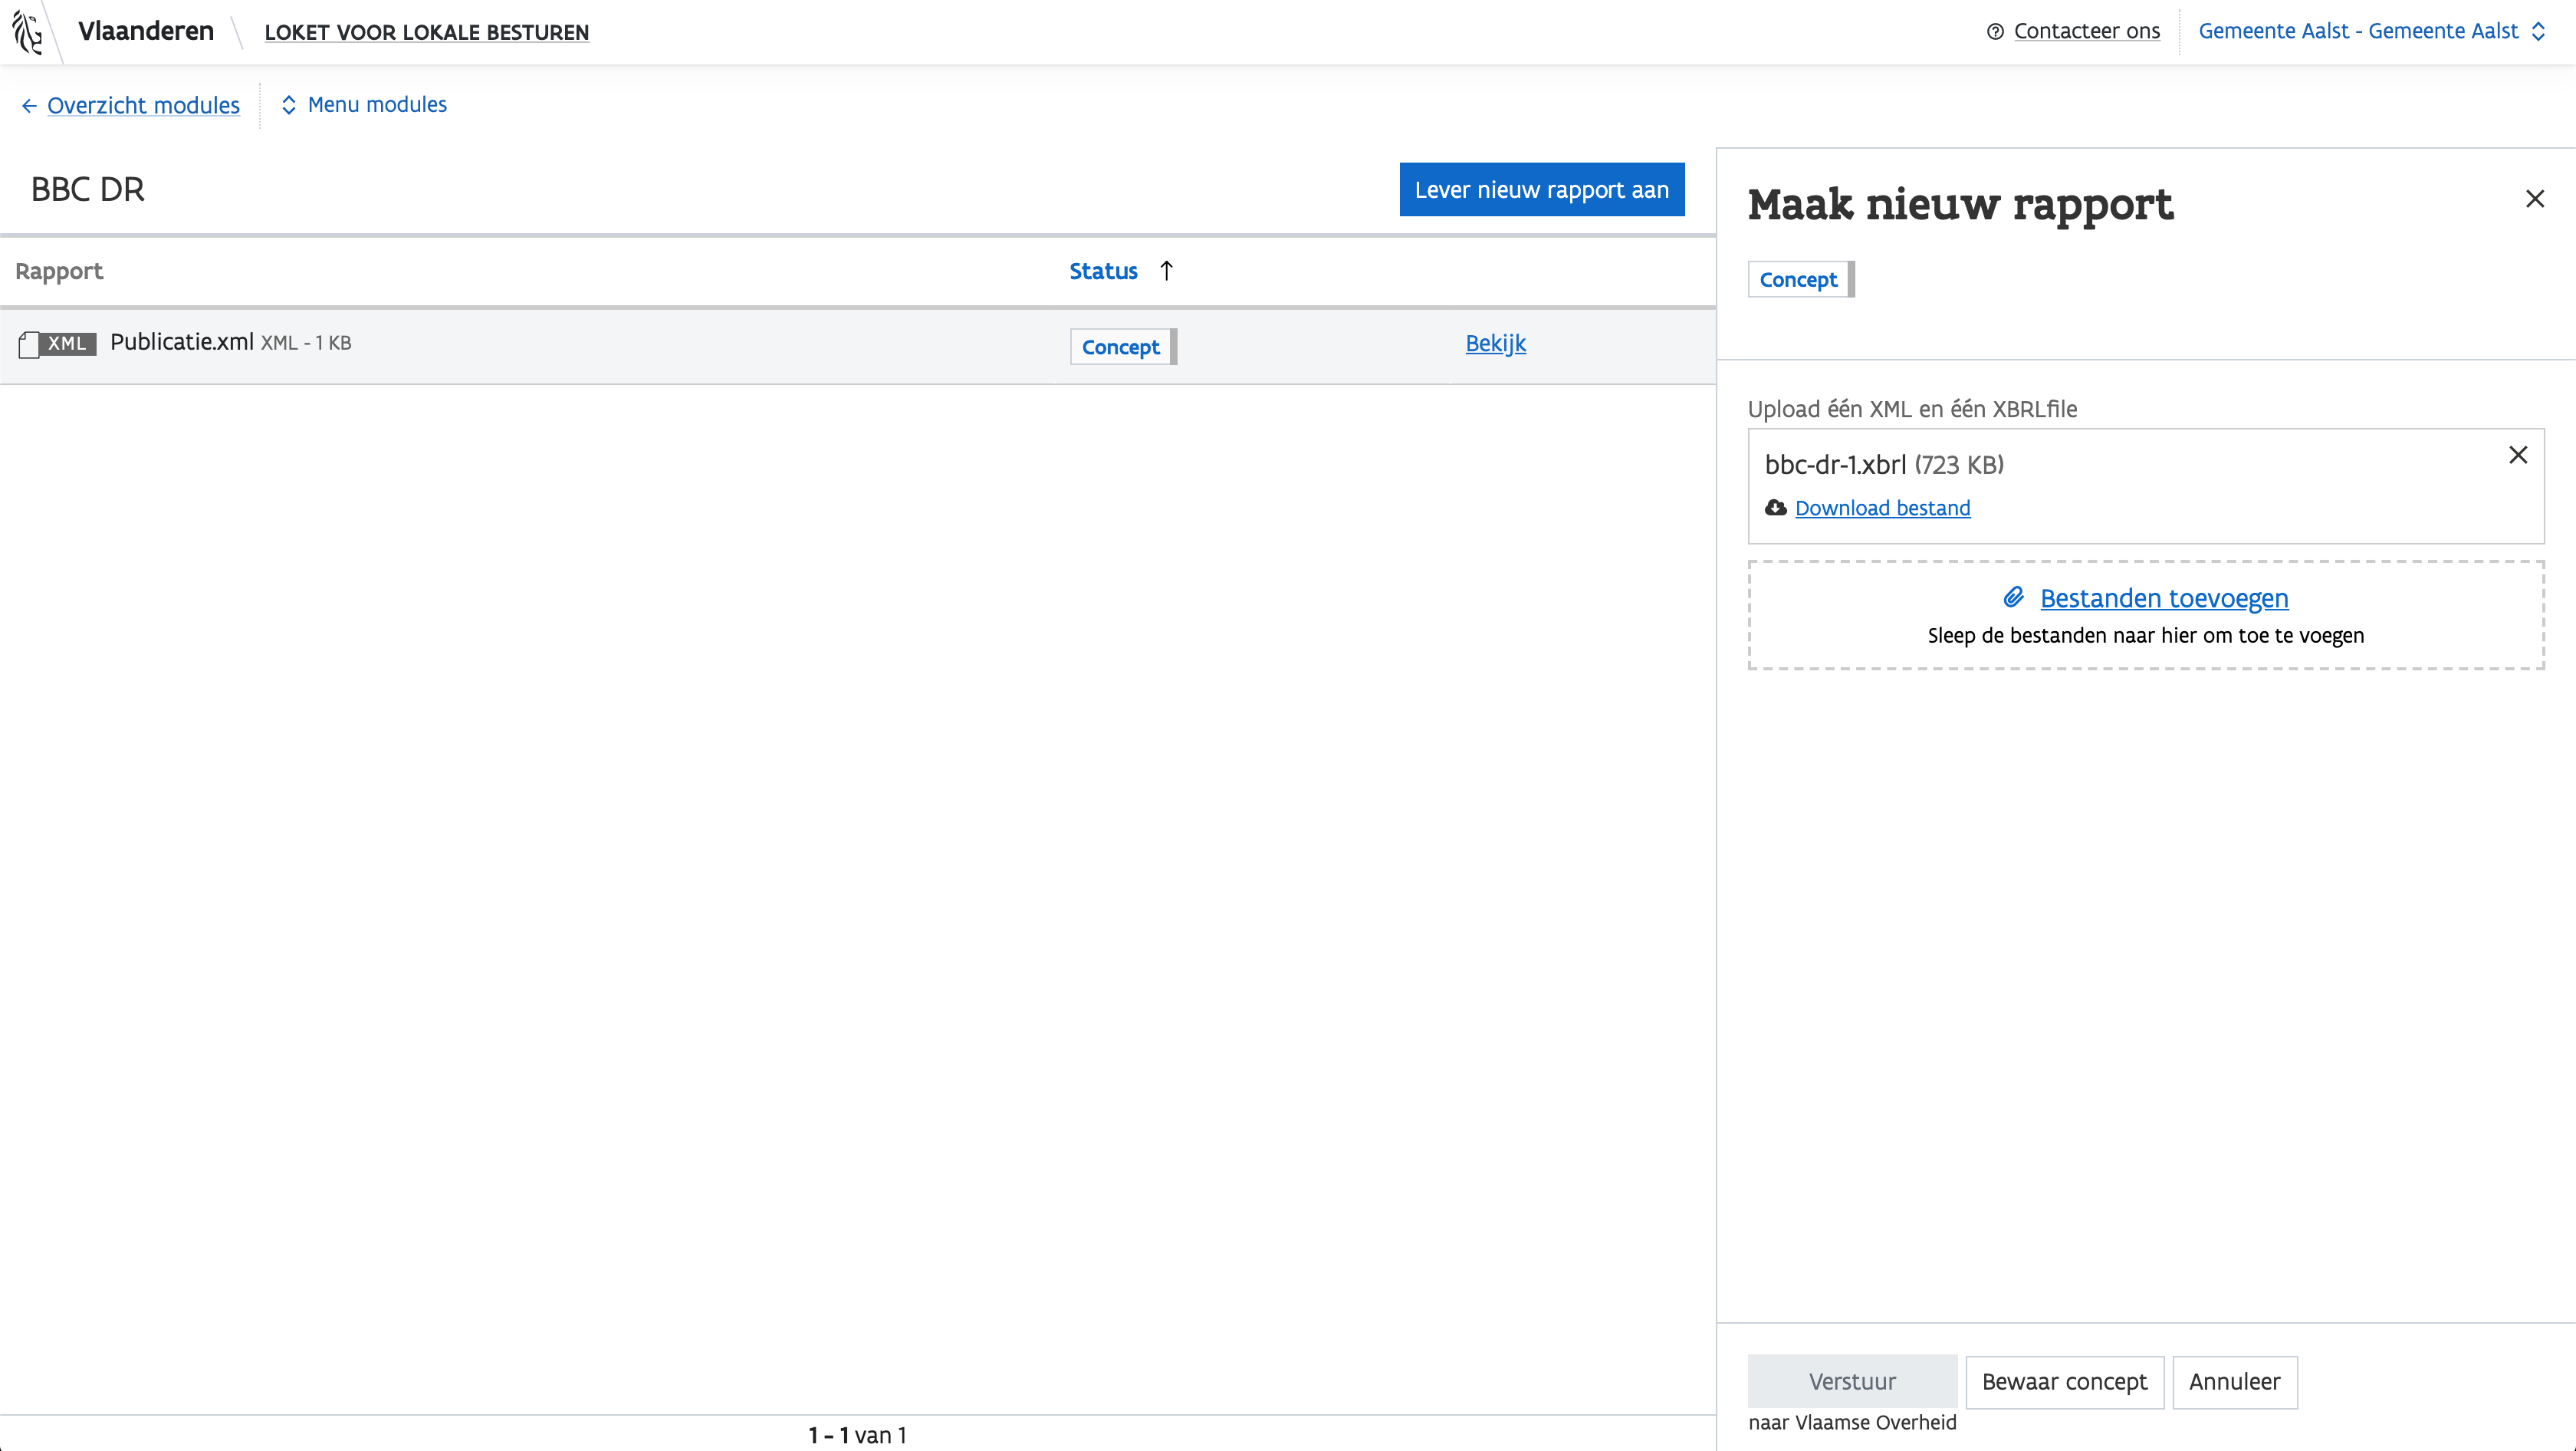 Vlaanderen
LOKET VOOR LOKALE BESTUREN
Contacteer ons
Gemeente Aalst - Gemeente Aalst
Overzicht modules
Menu modules
BBC DR
Lever nieuw rapport aan
Rapport
Status
XML Publicatie.xml XML - 1 KB
Concept
Bekijk
1 - 1 van 1
Maak nieuw rapport
Concept
Upload één XML en één XBRLfile
bbc-dr-1.xbrl (723 KB)
Download bestand
Bestanden toevoegen
Sleep de bestanden naar hier om toe te voegen
Verstuur
Bewaar concept
Annuleer
naar Vlaamse Overheid